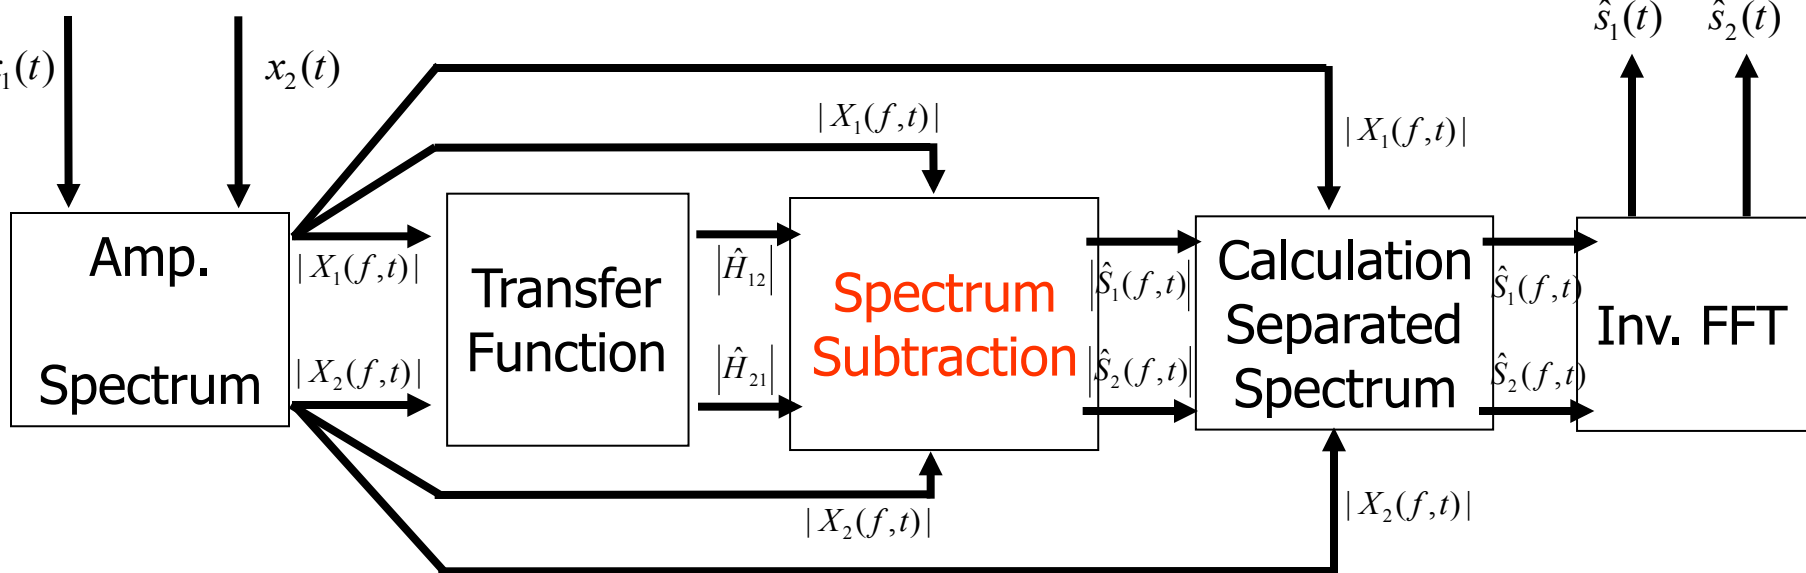 ŝ₁(t) ŝ₂(t)
₁(t) x₂(t)
|X₁(f,t)|
|X₁(f,t)|
Amp.
Spectrum
|X₁(f,t)|
|X₂(f,t)|
Transfer
Function
|Ĥ₁₂|
|Ĥ₂₁|
Spectrum
Subtraction
|Ŝ₁(f,t)|
|Ŝ₂(f,t)|
Calculation
Separated
Spectrum
Ŝ₁(f,t)
Ŝ₂(f,t)
Inv. FFT
|X₂(f,t)|
|X₂(f,t)|